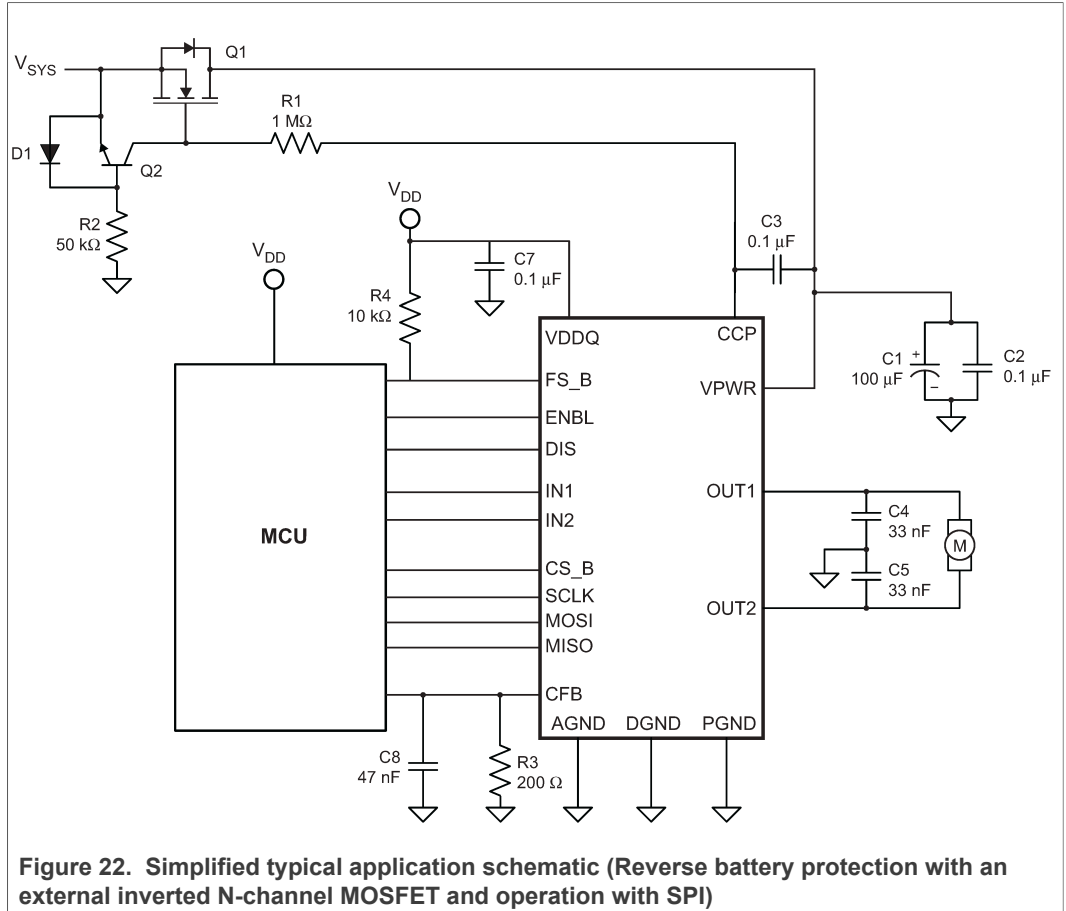 VSYS
Q1
R1
1 MΩ
D1
Q2
R2
50 kΩ
VDD
VDD
C3
0.1 µF
C7
0.1 µF
R4
10 kΩ
VDDQ
CCP
C1
100 µF
+
−
C2
0.1 µF
FS_B
VPWR
ENBL
DIS
IN1
OUT1
IN2
C4
33 nF
MCU
M
CS_B
C5
33 nF
SCLK
OUT2
MOSI
MISO
CFB
AGND DGND PGND
C8
47 nF
R3
200 Ω
Figure 22. Simplified typical application schematic (Reverse battery protection with an
external inverted N-channel MOSFET and operation with SPI)